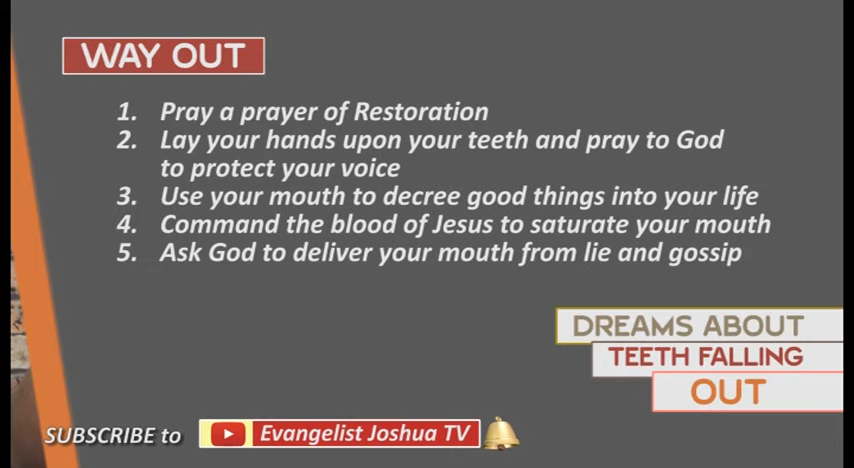 WAY OUT
1. Pray a prayer of Restoration
2. Lay your hands upon your teeth and pray to God
to protect your voice
3. Use your mouth to decree good things into your life
4. Command the blood of Jesus to saturate your mouth
5. Ask God to deliver your mouth from lie and gossip
DREAMS ABOUT
TEETH FALLING
OUT
SUBSCRIBE to Evangelist Joshua TV